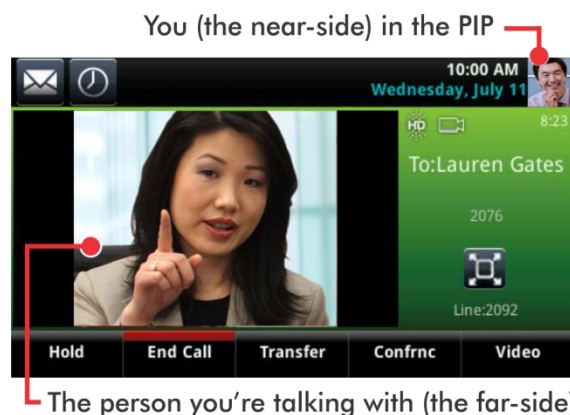 You (the near-side) in the PIP
10:00 AM
Wednesday, July 11
HD
8:23
To:Lauren Gates
2076
Line:2092
Hold
End Call
Transfer
Confrnc
Video
The person you're talking with (the far-side)